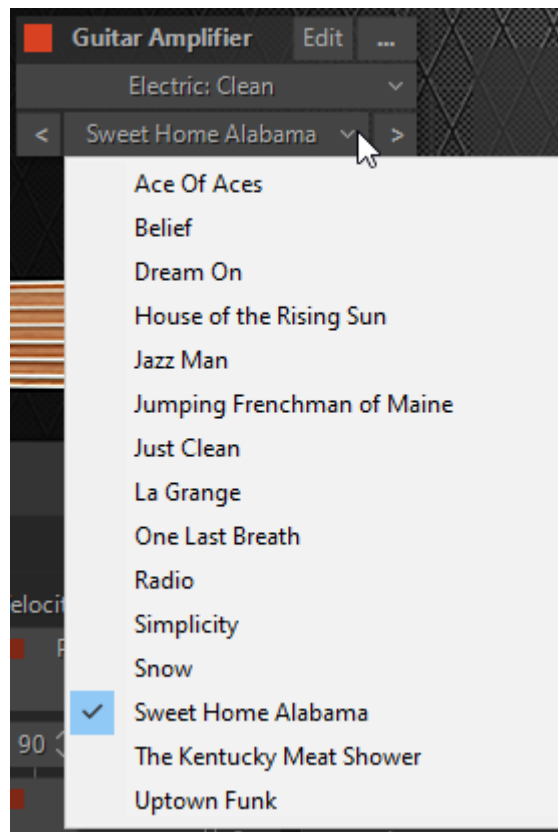 Guitar Amplifier Edit ...
Electric: Clean
< Sweet Home Alabama >
Ace Of Aces
Belief
Dream On
House of the Rising Sun
Jazz Man
Jumping Frenchman of Maine
Just Clean
La Grange
One Last Breath
Radio
Simplicity
Snow
Sweet Home Alabama
The Kentucky Meat Shower
Uptown Funk
elocit
90